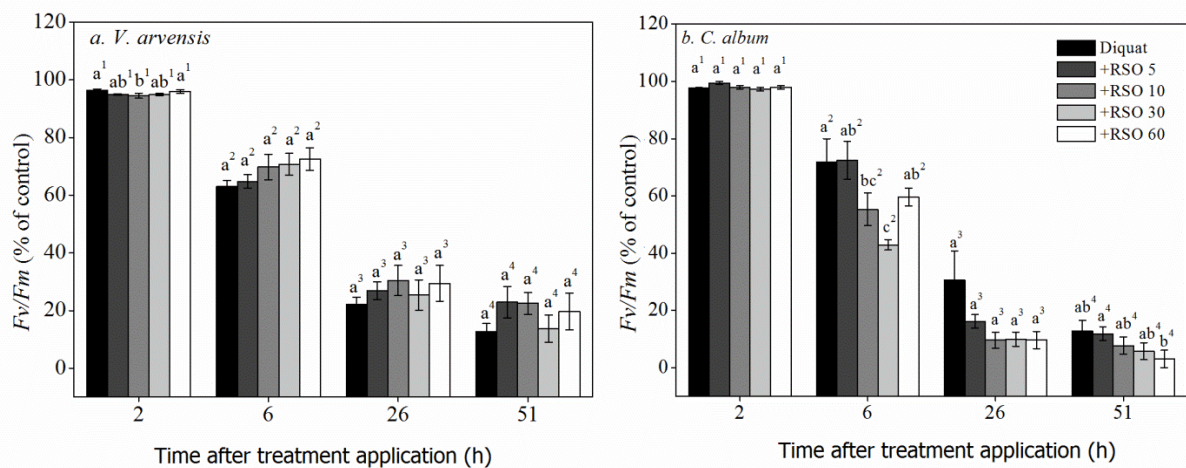 a. V. arvensis
120
100
80
60
40
20
0
Fv/Fm (% of control)
a¹ ab¹ b¹ ab¹ a¹
a² a² a² a² a²
a³ a³ a³ a³ a³
a⁴ a⁴ a⁴ a⁴ a⁴
2 6 26 51
Time after treatment application (h)
b. C. album
120
100
80
60
40
20
0
Fv/Fm (% of control)
Diquat
+RSO 5
+RSO 10
+RSO 30
+RSO 60
a¹ a¹ a¹ a¹ a¹
a² ab² bc² c² ab²
a³ a³ a³ a³ a³
ab⁴ a⁴ ab⁴ ab⁴ b⁴
2 6 26 51
Time after treatment application (h)